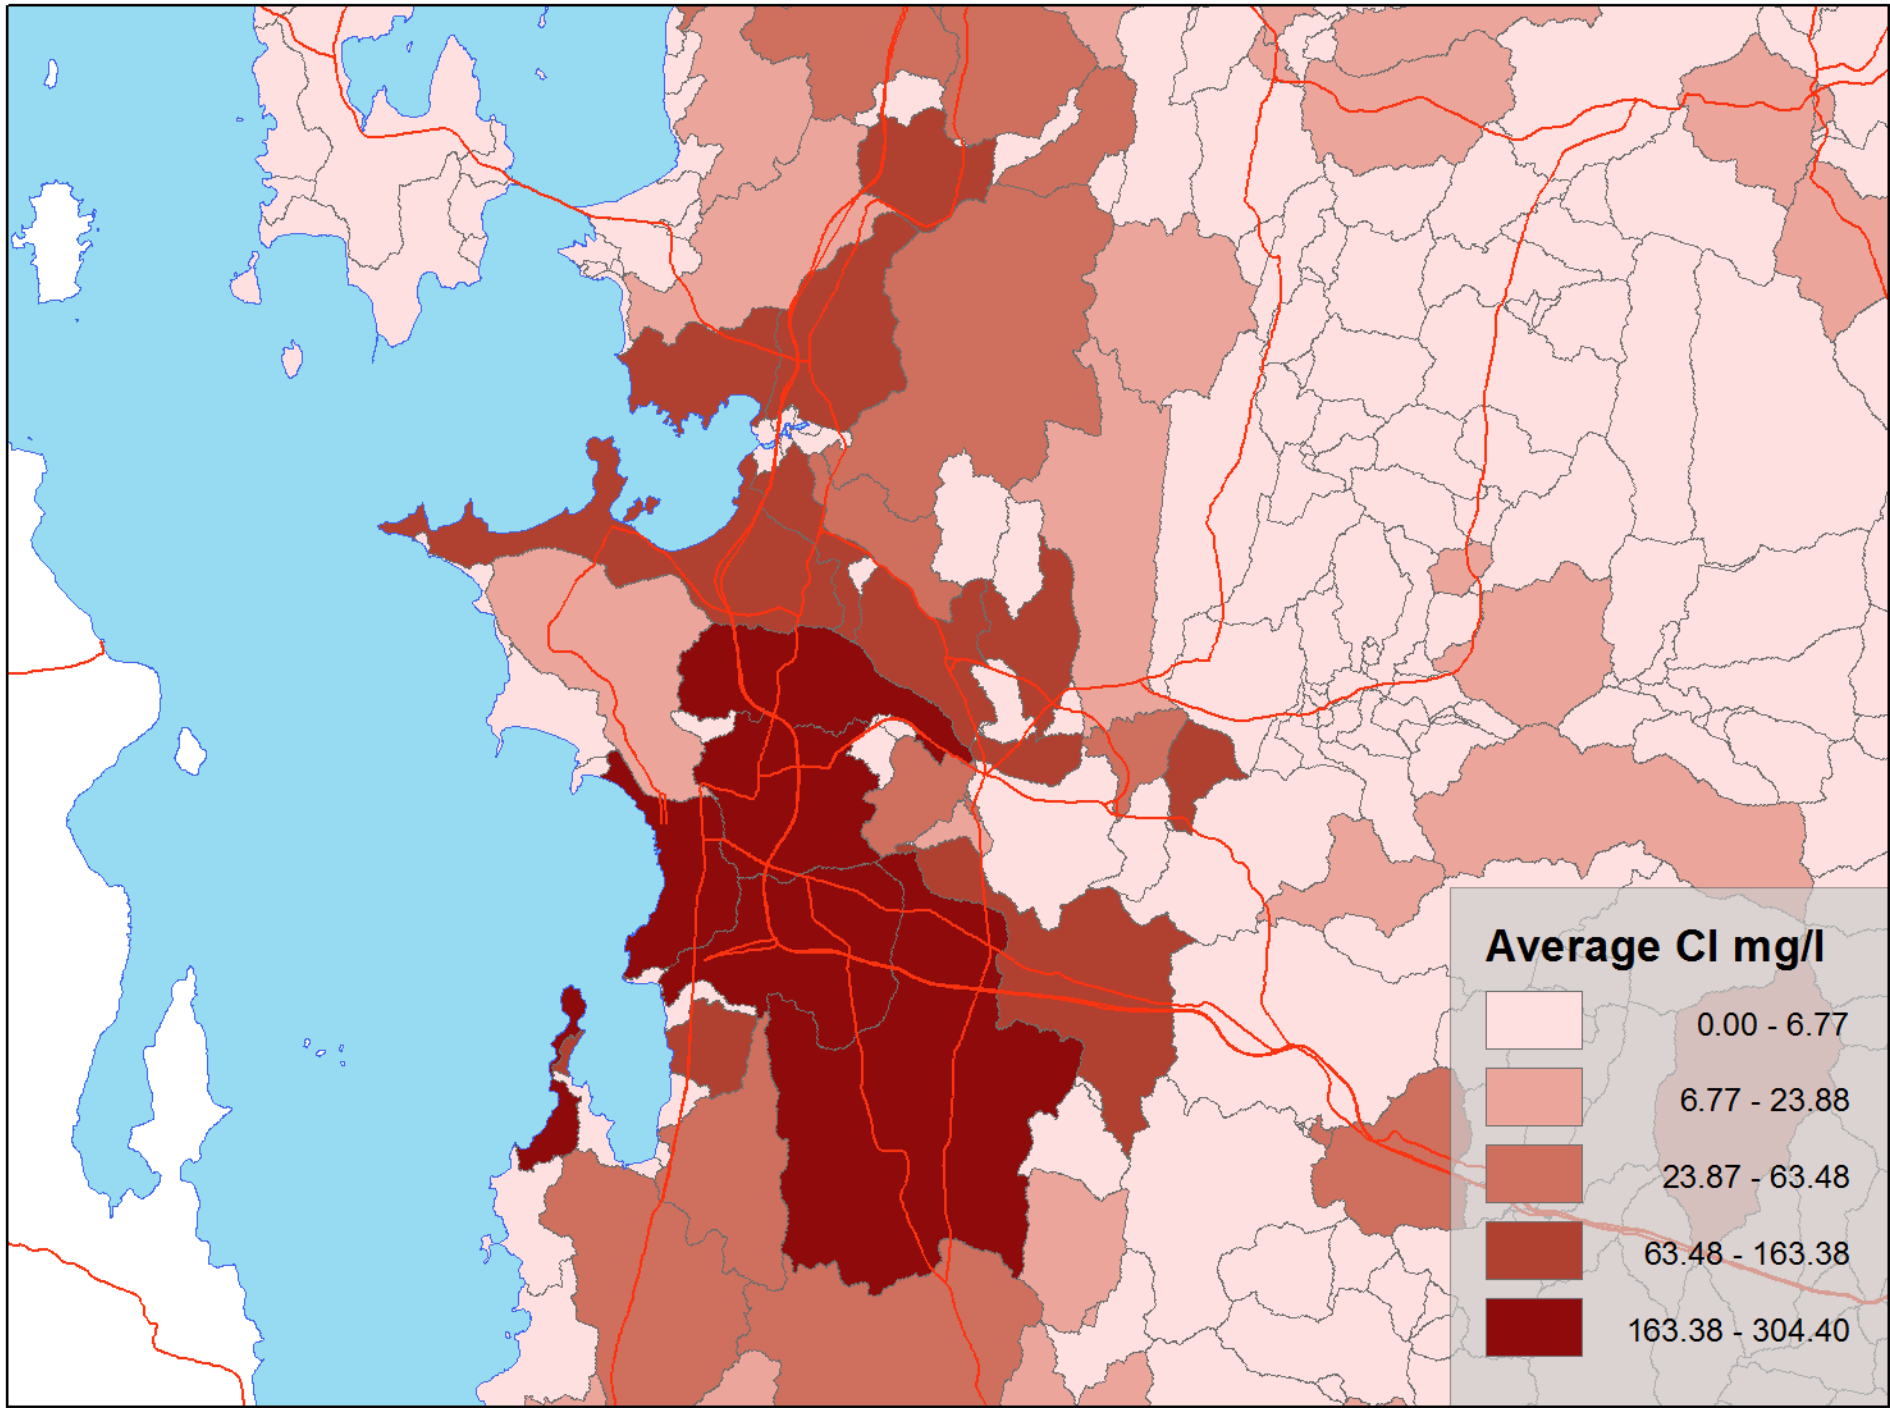 Average Cl mg/l
0.00 - 6.77
6.77 - 23.88
23.87 - 63.48
63.48 - 163.38
163.38 - 304.40